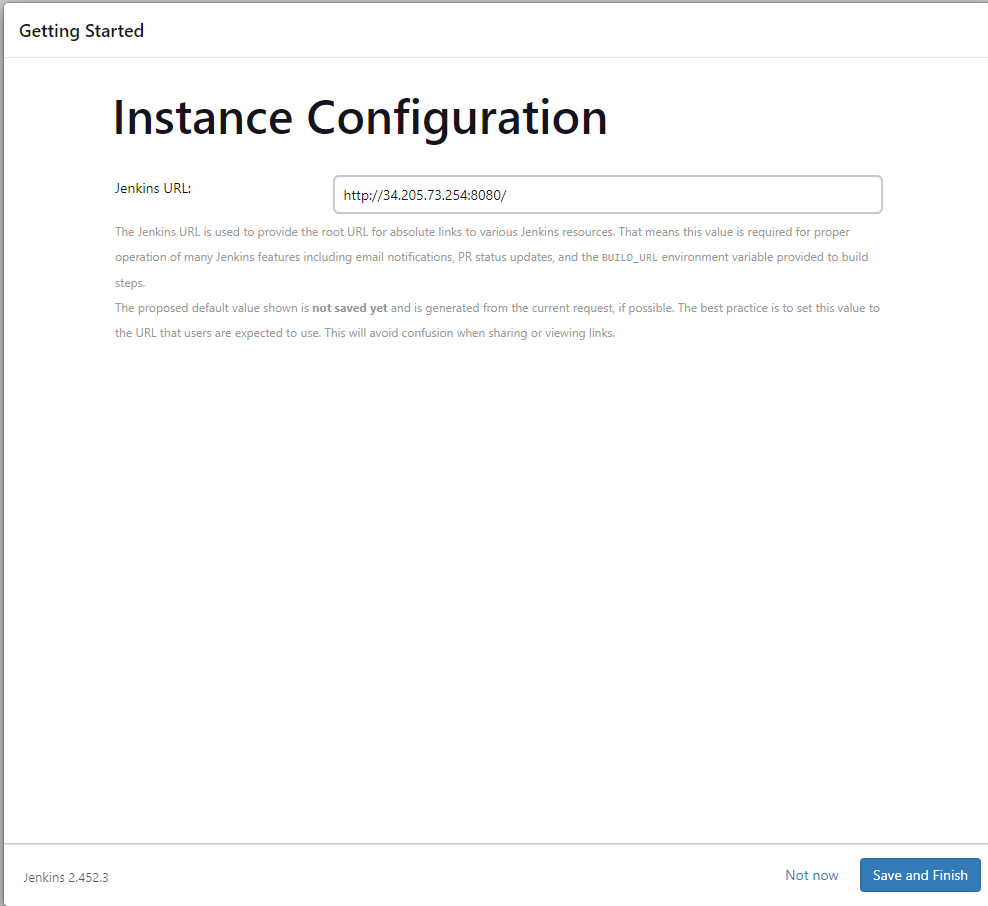 Getting Started
Instance Configuration
Jenkins URL:
http://34.205.73.254:8080/
The Jenkins URL is used to provide the root URL for absolute links to various Jenkins resources. That means this value is required for proper
operation of many Jenkins features including email notifications, PR status updates, and the BUILD_URL environment variable provided to build
steps.
The proposed default value shown is not saved yet and is generated from the current request, if possible. The best practice is to set this value to
the URL that users are expected to use. This will avoid confusion when sharing or viewing links.
Jenkins 2.452.3
Not now
Save and Finish